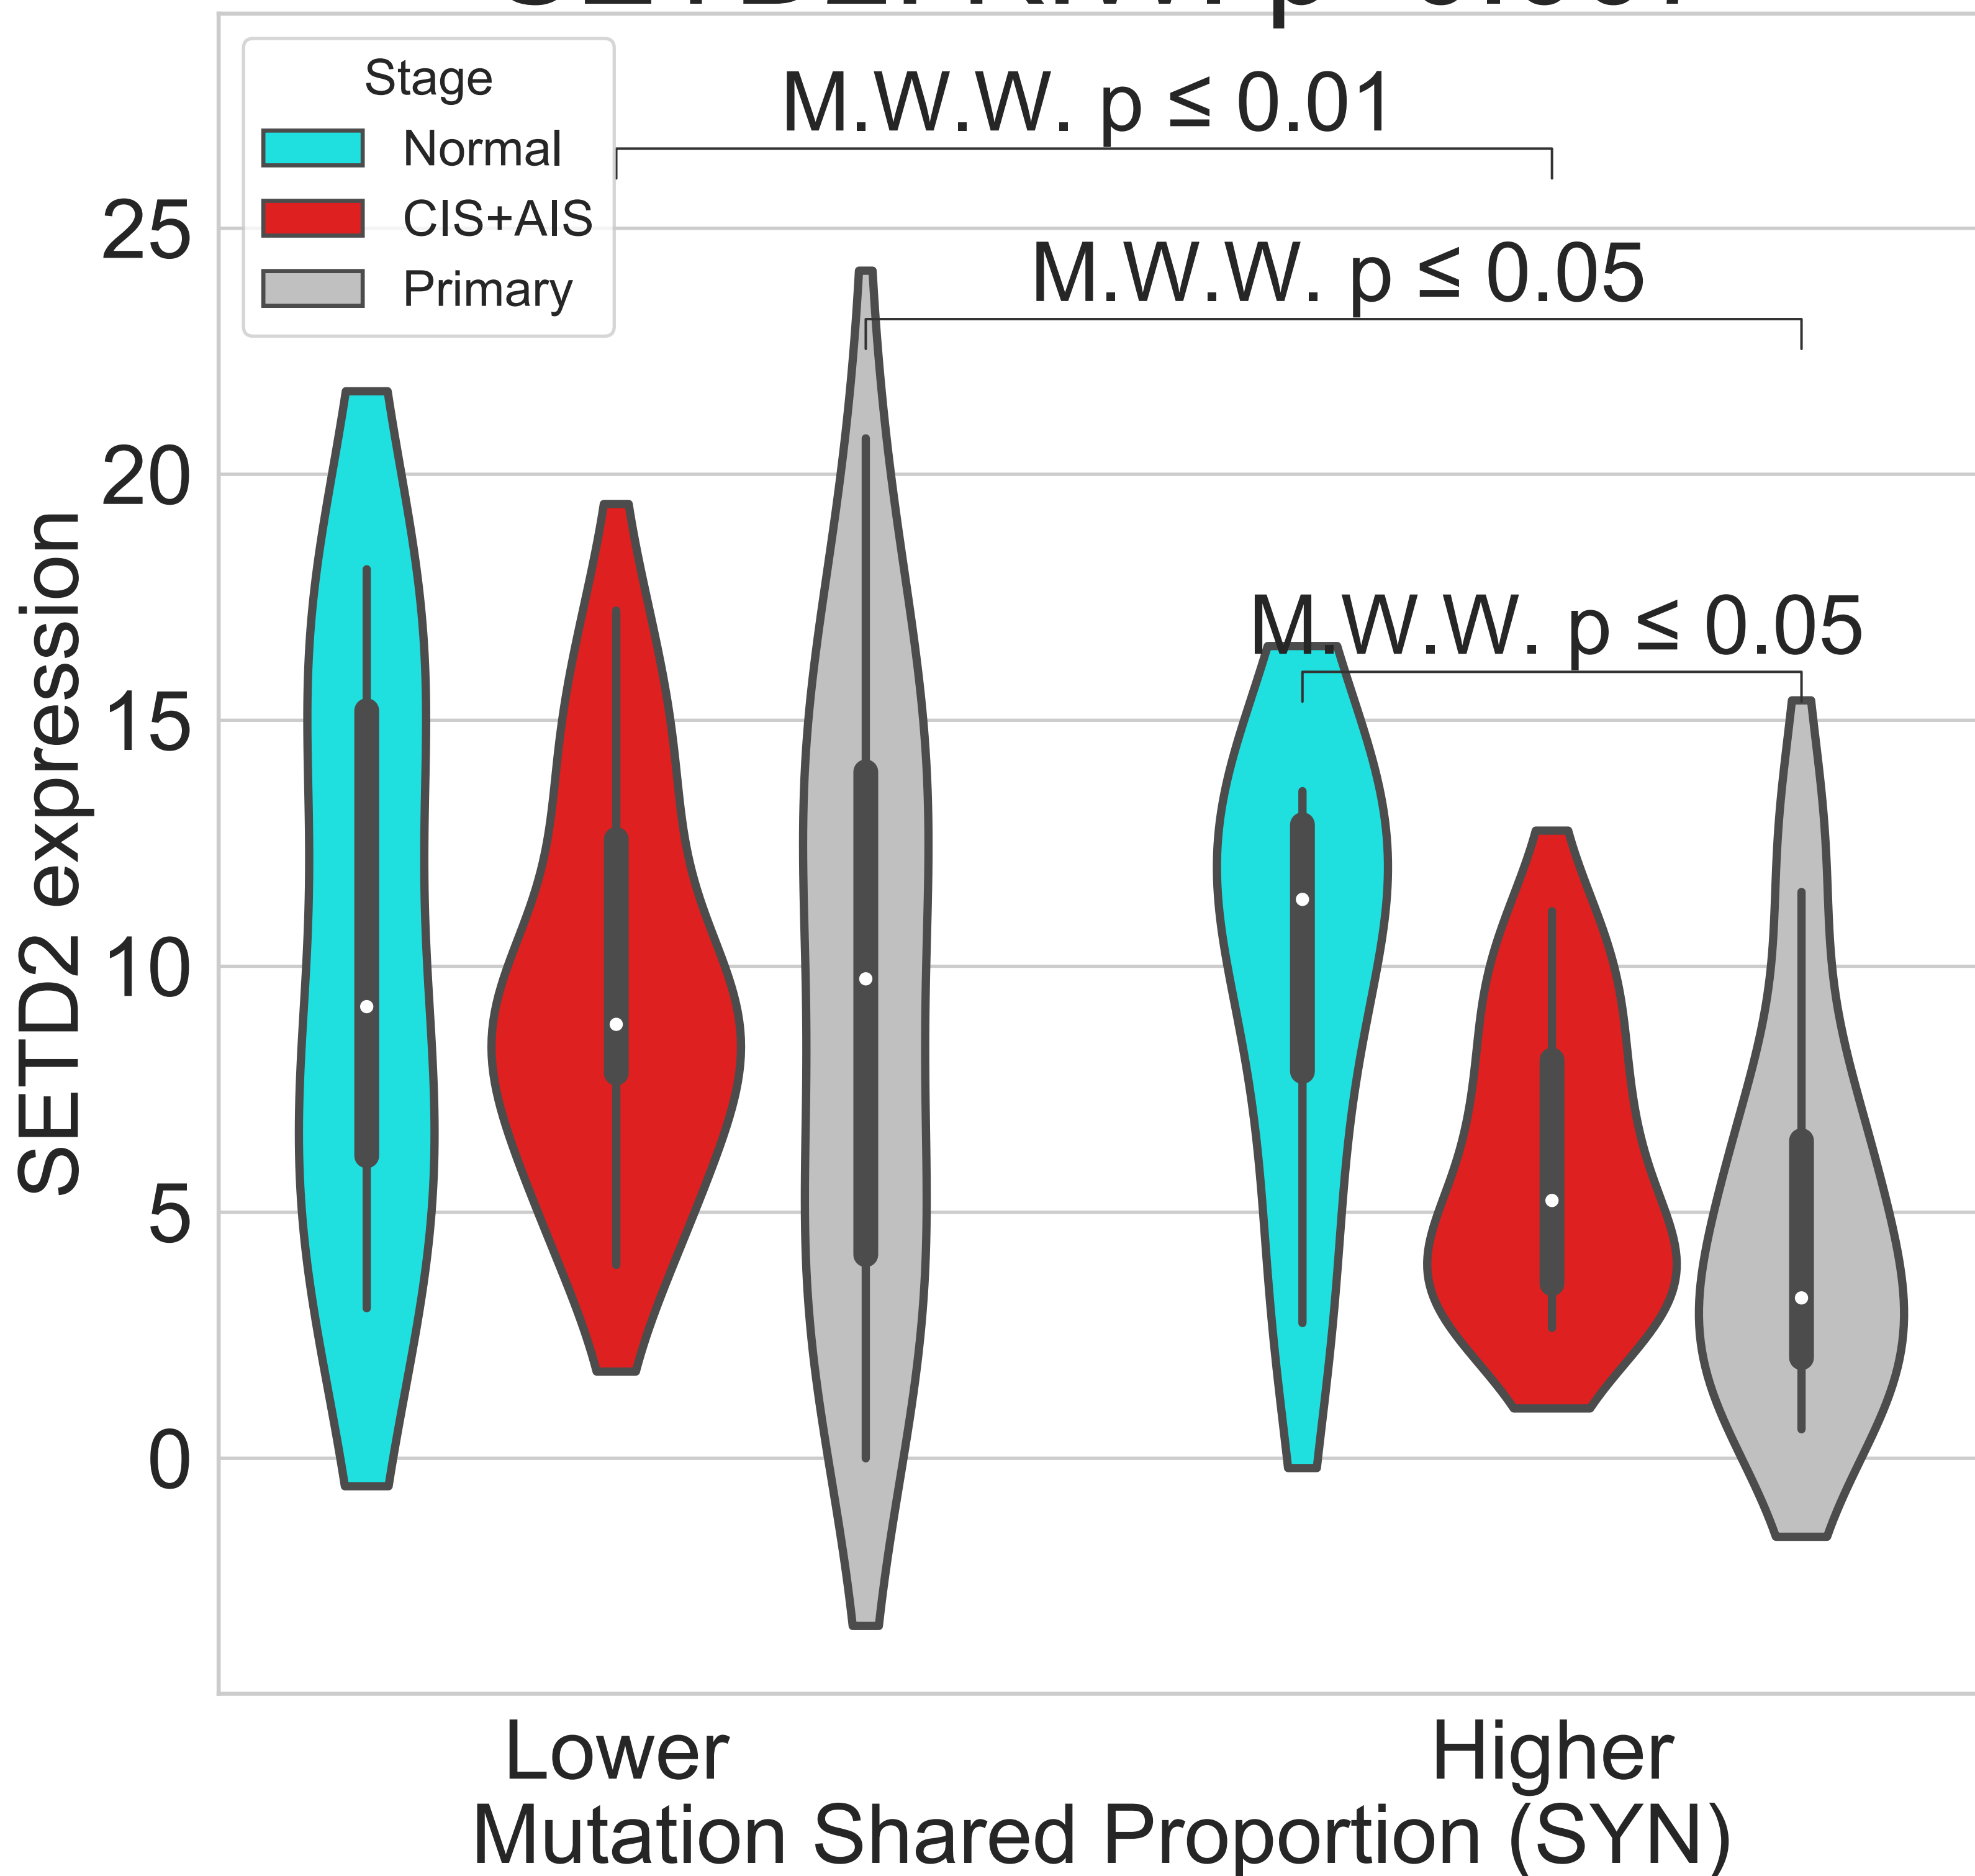 Stage
Normal
CIS+AIS
Primary
M.W.W. p ≤ 0.01
M.W.W. p ≤ 0.05
M.W.W. p ≤ 0.05
25
20
15
10
5
0
SETD2 expression
Lower
Higher
Mutation Shared Proportion (SYN)